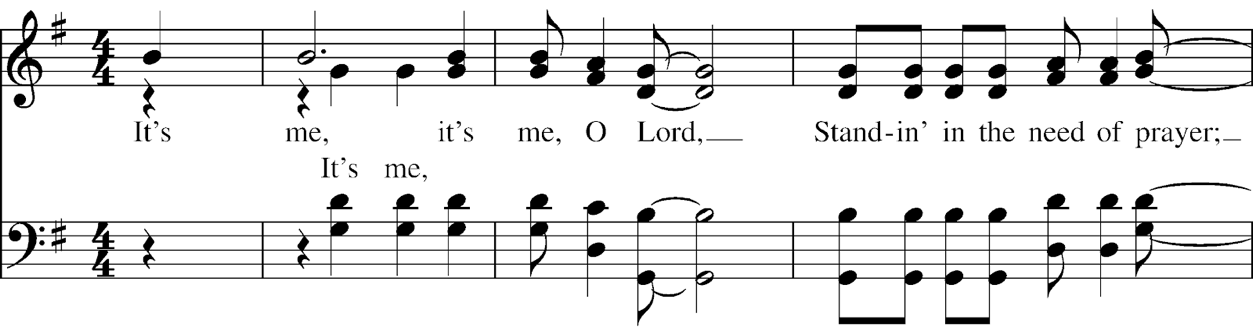 It's me, it's me, O Lord, Stand-in' in the need of prayer;
It's me,